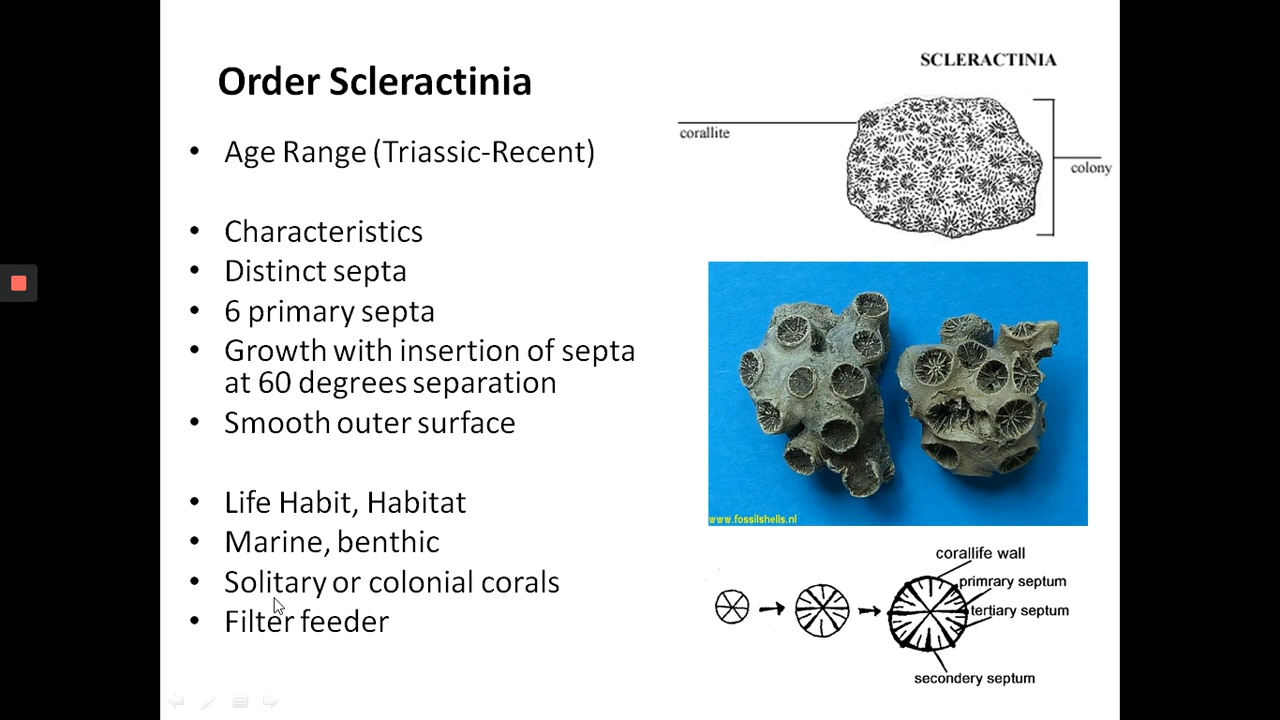 Order Scleractinia
• Age Range (Triassic-Recent)
• Characteristics
• Distinct septa
• 6 primary septa
• Growth with insertion of septa
at 60 degrees separation
• Smooth outer surface
• Life Habit, Habitat
• Marine, benthic
• Solitary or colonial corals
• Filter feeder
SCLERACTINIA
corallite
colony
www.fossilshells.nl
corallife wall
primrary septum
tertiary septum
secondery septum